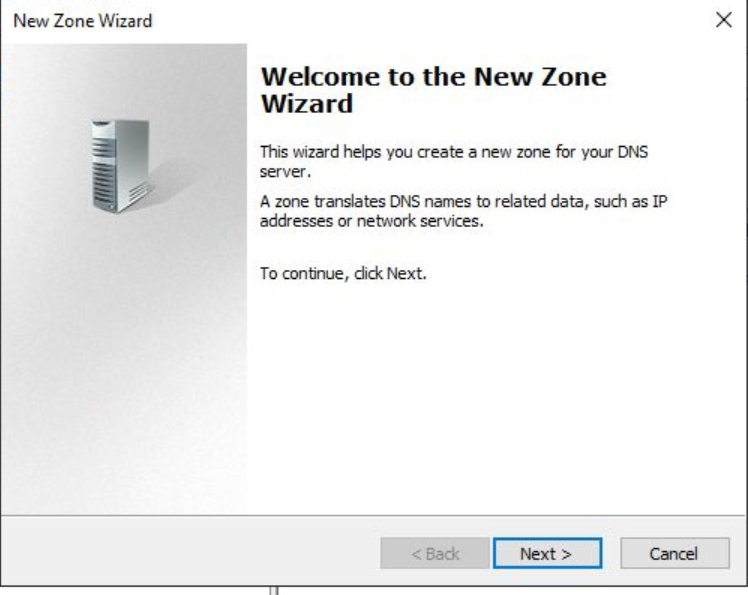 New Zone Wizard
Welcome to the New Zone
Wizard
This wizard helps you create a new zone for your DNS
server.
A zone translates DNS names to related data, such as IP
addresses or network services.
To continue, click Next.
< Back
Next >
Cancel